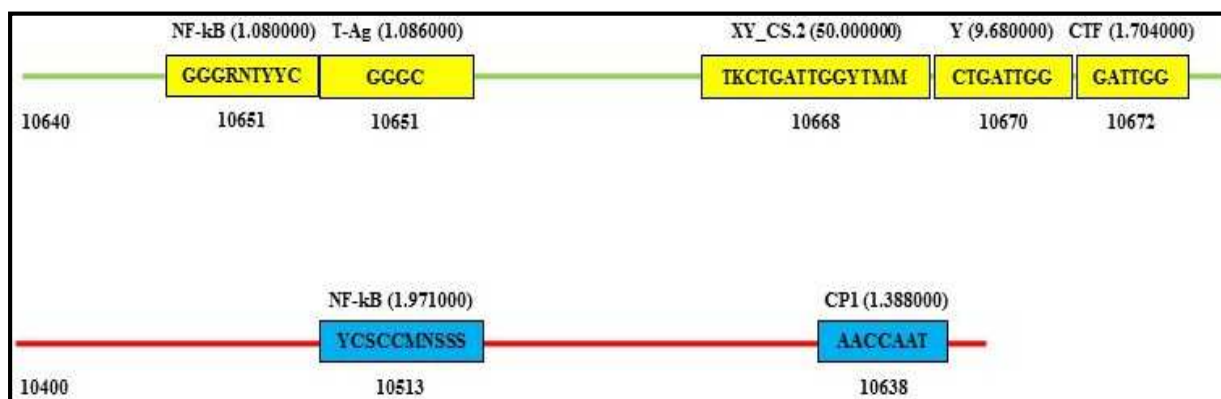 NF-kB (1.080000) T-Ag (1.086000) XY_CS.2 (50.000000) Y (9.680000) CTF (1.704000)
GGGRNTYYC GGGC TKCTGATTGGYTMM CTGATTGG GATTGG
10640 10651 10651 10668 10670 10672
NF-kB (1.971000) CP1 (1.388000)
YCSCCMNSSS AACCAAT
10400 10513 10638